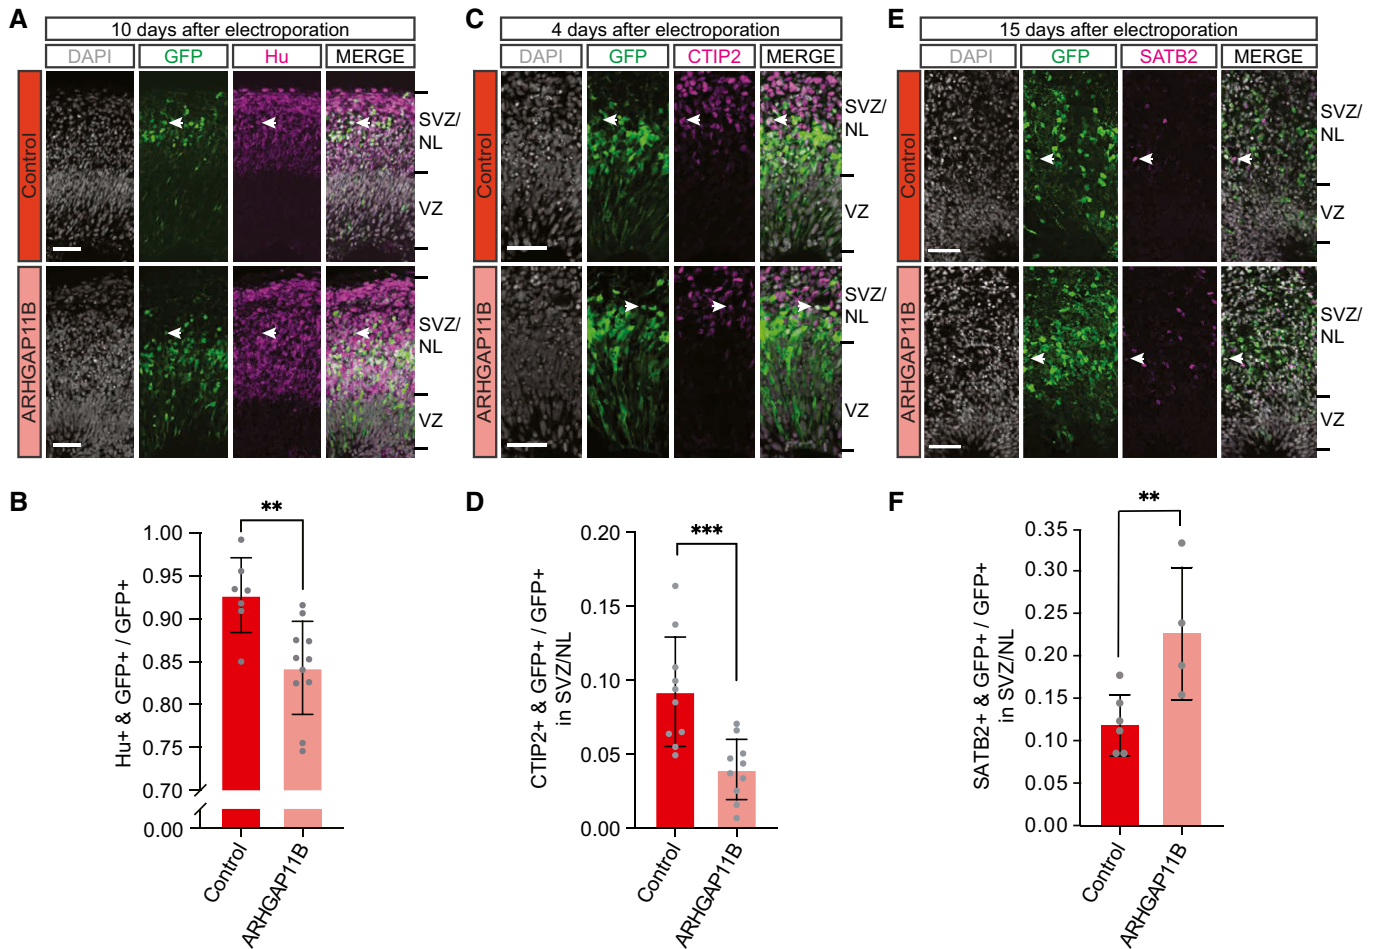 A
10 days after electroporation
DAPI GFP Hu MERGE
Control
SVZ/
NL
VZ
ARHGAP11B
SVZ/
NL
VZ
C
4 days after electroporation
DAPI GFP CTIP2 MERGE
Control
SVZ/
NL
VZ
ARHGAP11B
SVZ/
NL
VZ
E
15 days after electroporation
DAPI GFP SATB2 MERGE
Control
SVZ/
NL
VZ
ARHGAP11B
SVZ/
NL
VZ
B
Hu+ & GFP+ / GFP+
1.00
0.95
0.90
0.85
0.80
0.75
0.70
0.00
**
Control
ARHGAP11B
D
CTIP2+ & GFP+ / GFP+
in SVZ/NL
0.20
0.15
0.10
0.05
0.00
***
Control
ARHGAP11B
F
SATB2+ & GFP+ / GFP+
in SVZ/NL
0.35
0.30
0.25
0.20
0.15
0.10
0.05
0.00
**
Control
ARHGAP11B